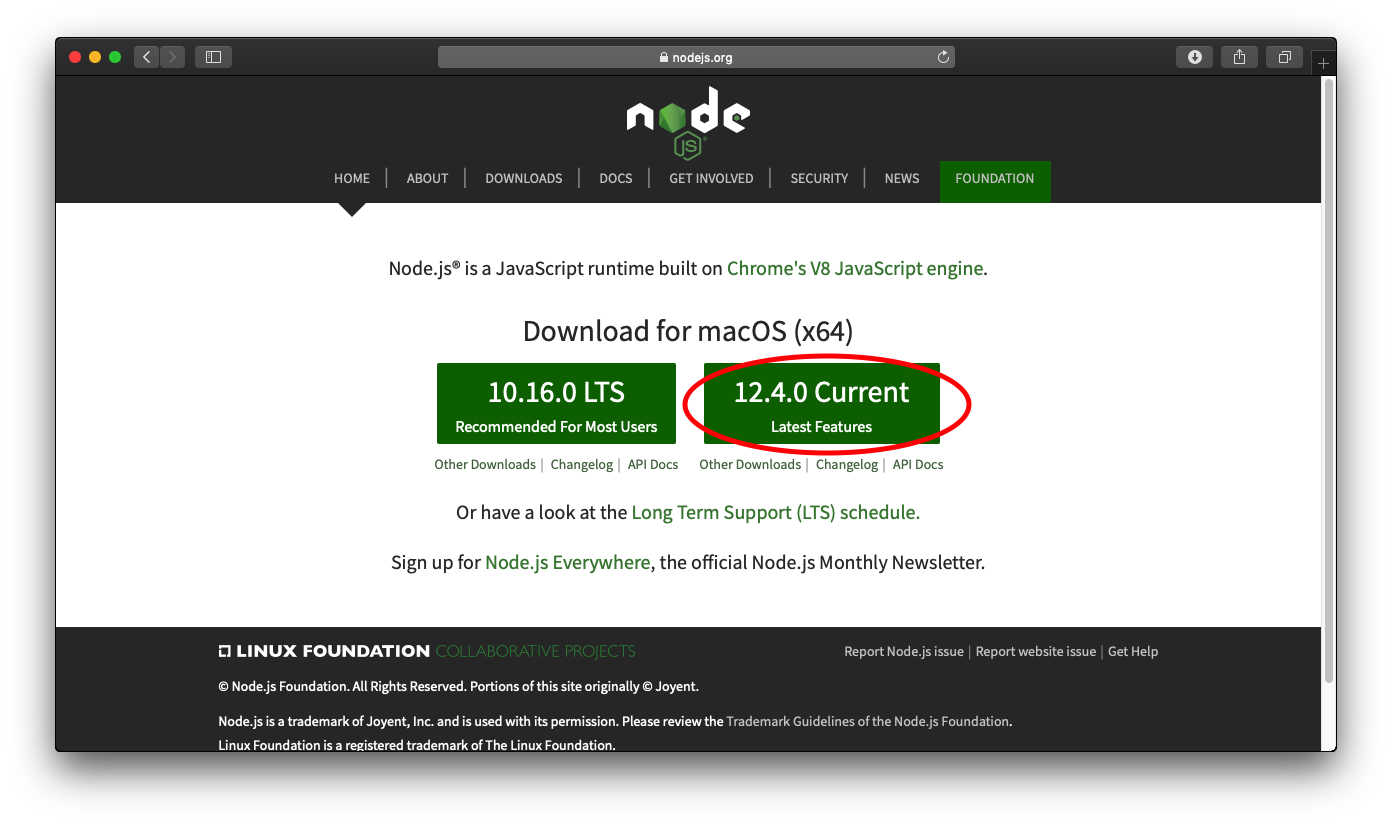 nodejs.org
node
JS
HOME | ABOUT | DOWNLOADS | DOCS | GET INVOLVED | SECURITY | NEWS FOUNDATION
Node.js® is a JavaScript runtime built on Chrome's V8 JavaScript engine.
Download for macOS (x64)
10.16.0 LTS
Recommended For Most Users
12.4.0 Current
Latest Features
Other Downloads | Changelog | API Docs
Other Downloads | Changelog | API Docs
Or have a look at the Long Term Support (LTS) schedule.
Sign up for Node.js Everywhere, the official Node.js Monthly Newsletter.
LINUX FOUNDATION COLLABORATIVE PROJECTS
Report Node.js issue | Report website issue | Get Help
© Node.js Foundation. All Rights Reserved. Portions of this site originally © Joyent.
Node.js is a trademark of Joyent, Inc. and is used with its permission. Please review the Trademark Guidelines of the Node.js Foundation.
Linux Foundation is a registered trademark of The Linux Foundation.